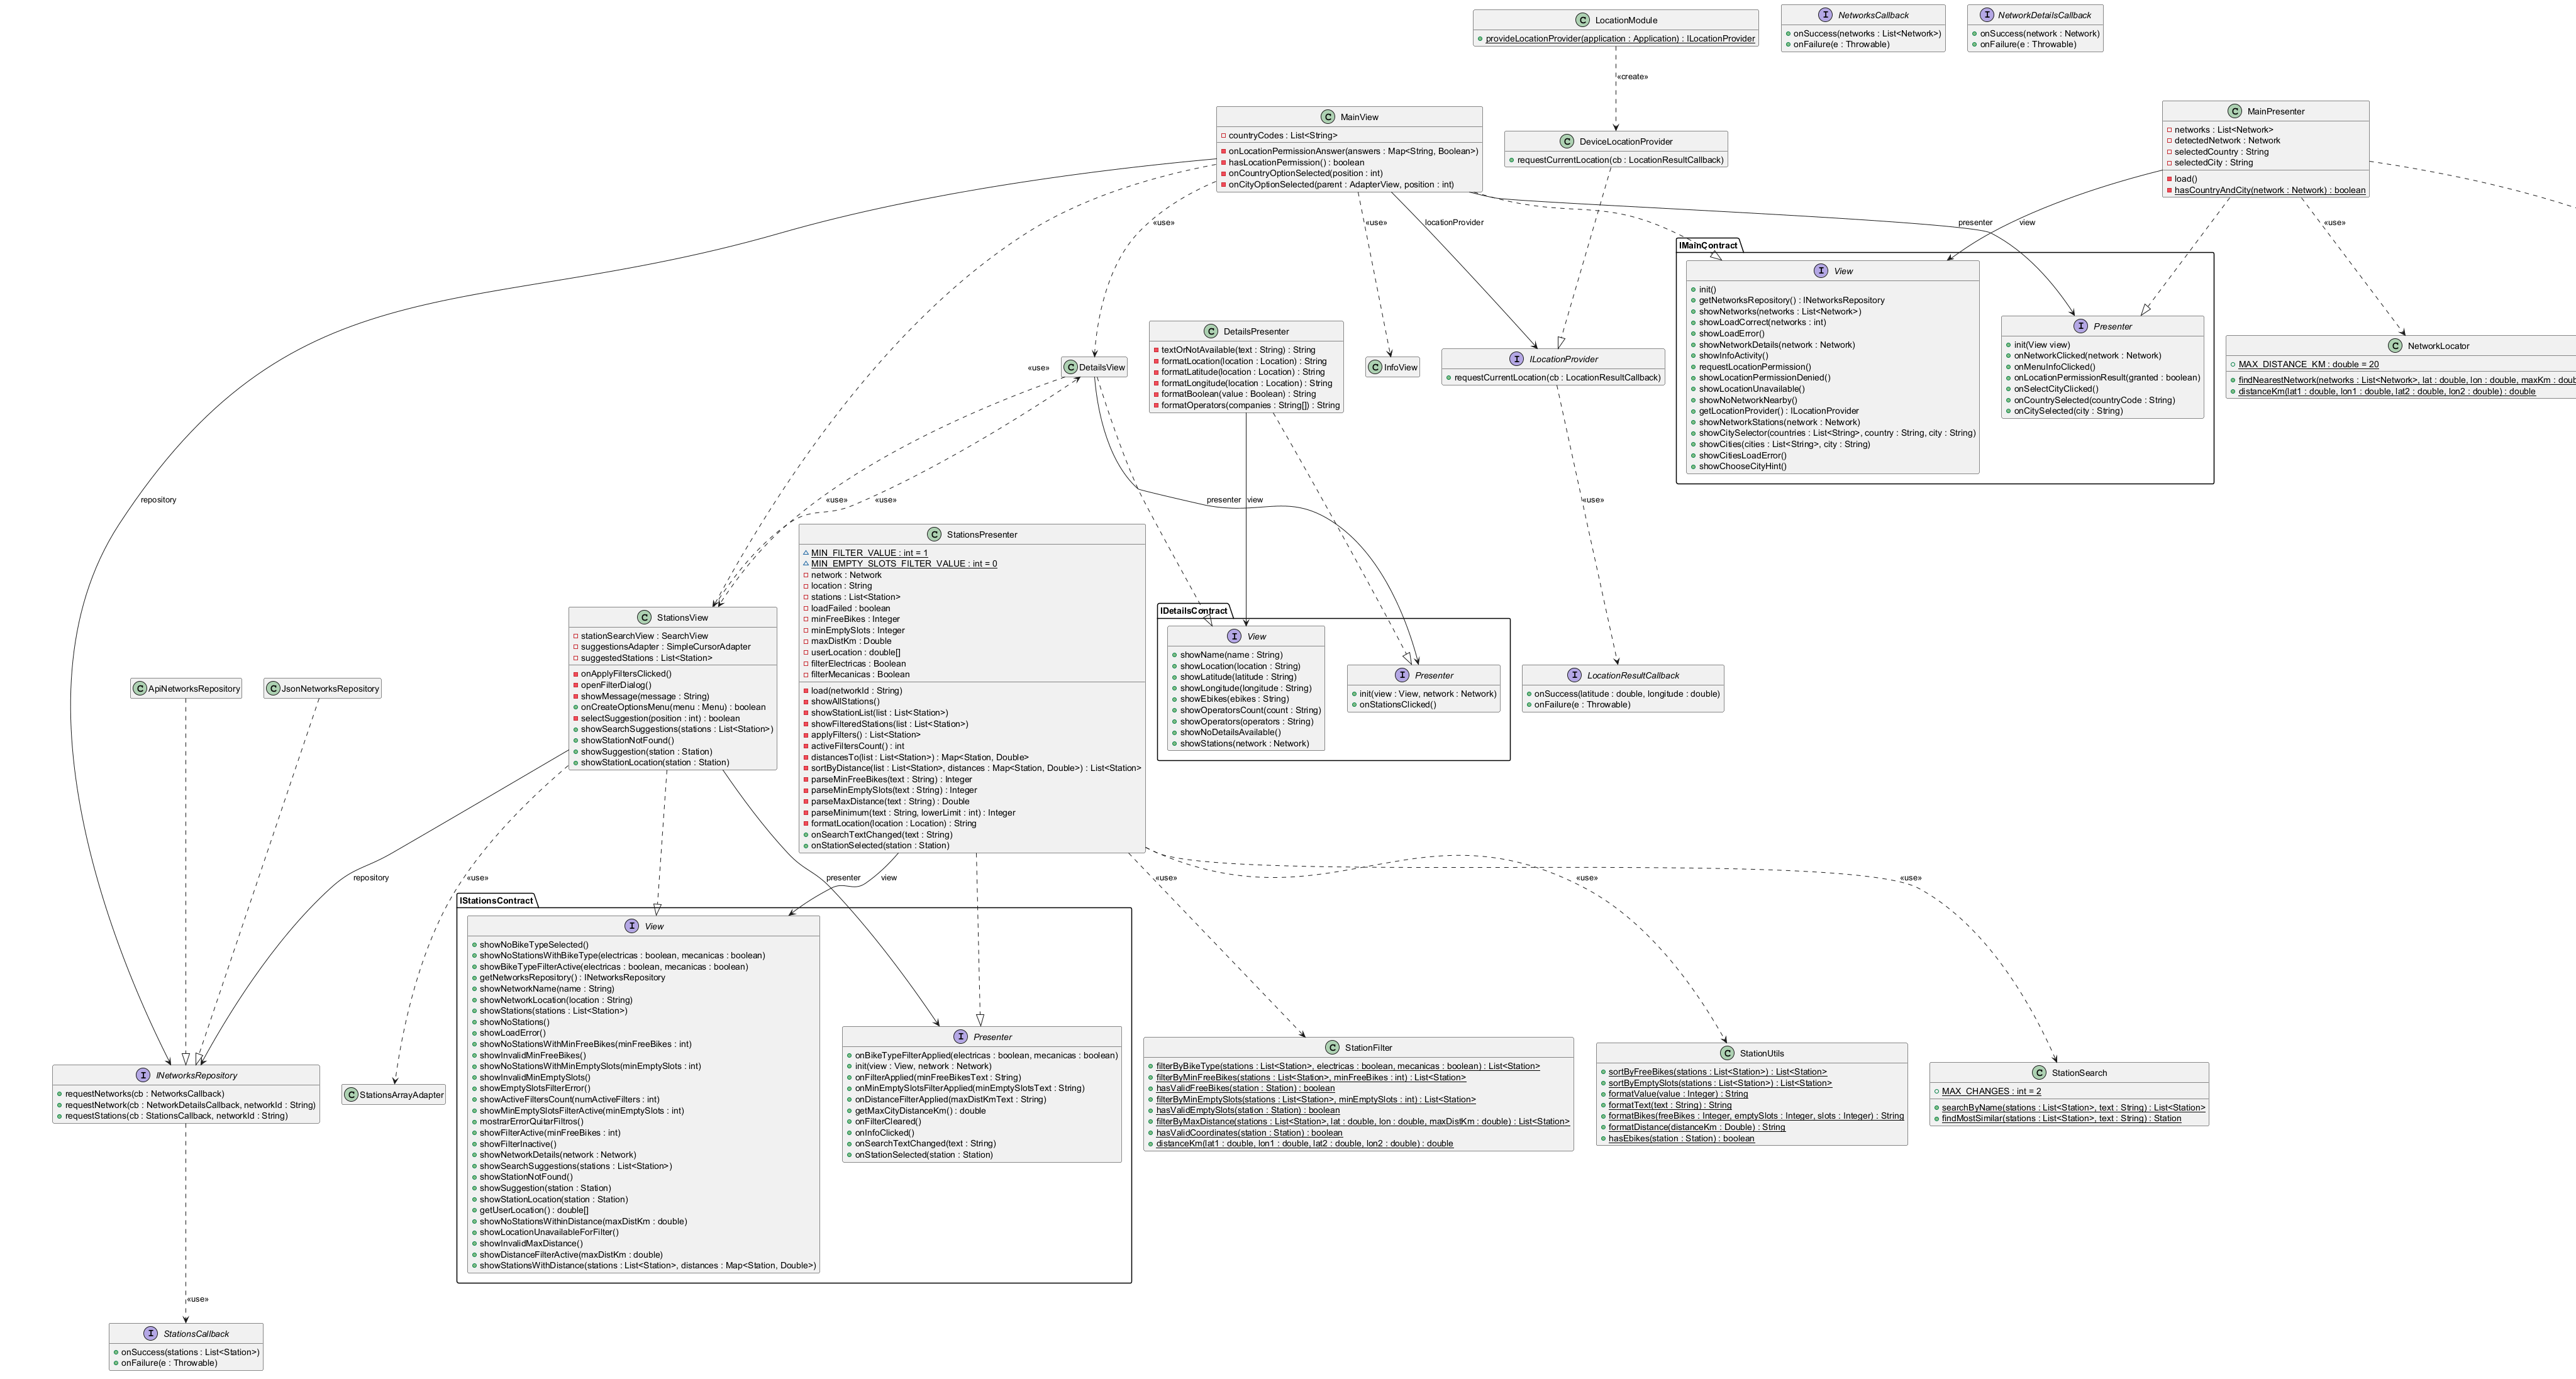 LocationModule
provideLocationProvider(application : Application) : ILocationProvider
NetworksCallback
onSuccess(networks : List<Network>)
onFailure(e : Throwable)
NetworkDetailsCallback
onSuccess(network : Network)
onFailure(e : Throwable)
«create»
MainView
countryCodes : List<String>
onLocationPermissionAnswer(answers : Map<String, Boolean>)
hasLocationPermission() : boolean
onCountryOptionSelected(position : int)
onCityOptionSelected(parent : AdapterView, position : int)
DeviceLocationProvider
requestCurrentLocation(cb : LocationResultCallback)
MainPresenter
networks : List<Network>
detectedNetwork : Network
selectedCountry : String
selectedCity : String
load()
hasCountryAndCity(network : Network) : boolean
«use»
«use»
locationProvider
presenter
view
«use»
IMainContract
View
init()
getNetworksRepository() : INetworksRepository
showNetworks(networks : List<Network>)
showLoadCorrect(networks : int)
showLoadError()
showNetworkDetails(network : Network)
showInfoActivity()
requestLocationPermission()
showLocationPermissionDenied()
showLocationUnavailable()
showNoNetworkNearby()
getLocationProvider() : ILocationProvider
showNetworkStations(network : Network)
showCitySelector(countries : List<String>, country : String, city : String)
showCities(cities : List<String>, city : String)
showCitiesLoadError()
showChooseCityHint()
Presenter
init(View view)
onNetworkClicked(network : Network)
onMenuInfoClicked()
onLocationPermissionResult(granted : boolean)
onSelectCityClicked()
onCountrySelected(countryCode : String)
onCitySelected(city : String)
NetworkLocator
MAX_DISTANCE_KM : double = 20
findNearestNetwork(networks : List<Network>, lat : double, lon : double, maxKm : doub
distanceKm(lat1 : double, lon1 : double, lat2 : double, lon2 : double) : double
DetailsPresenter
textOrNotAvailable(text : String) : String
formatLocation(location : Location) : String
formatLatitude(location : Location) : String
formatLongitude(location : Location) : String
formatBoolean(value : Boolean) : String
formatOperators(companies : String[]) : String
DetailsView
InfoView
ILocationProvider
requestCurrentLocation(cb : LocationResultCallback)
«use»
repository
«use»
«use»
presenter
view
«use»
StationsPresenter
MIN_FILTER_VALUE : int = 1
MIN_EMPTY_SLOTS_FILTER_VALUE : int = 0
network : Network
location : String
stations : List<Station>
loadFailed : boolean
minFreeBikes : Integer
minEmptySlots : Integer
maxDistKm : Double
userLocation : double[]
filterElectricas : Boolean
filterMecanicas : Boolean
load(networkId : String)
showAllStations()
showStationList(list : List<Station>)
showFilteredStations(list : List<Station>)
applyFilters() : List<Station>
activeFiltersCount() : int
distancesTo(list : List<Station>) : Map<Station, Double>
sortByDistance(list : List<Station>, distances : Map<Station, Double>) : List<Station>
parseMinFreeBikes(text : String) : Integer
parseMinEmptySlots(text : String) : Integer
parseMaxDistance(text : String) : Double
parseMinimum(text : String, lowerLimit : int) : Integer
formatLocation(location : Location) : String
onSearchTextChanged(text : String)
onStationSelected(station : Station)
StationsView
stationSearchView : SearchView
suggestionsAdapter : SimpleCursorAdapter
suggestedStations : List<Station>
onApplyFiltersClicked()
openFilterDialog()
showMessage(message : String)
onCreateOptionsMenu(menu : Menu) : boolean
selectSuggestion(position : int) : boolean
showSearchSuggestions(stations : List<Station>)
showStationNotFound()
showSuggestion(station : Station)
showStationLocation(station : Station)
IDetailsContract
View
showName(name : String)
showLocation(location : String)
showLatitude(latitude : String)
showLongitude(longitude : String)
showEbikes(ebikes : String)
showOperatorsCount(count : String)
showOperators(operators : String)
showNoDetailsAvailable()
showStations(network : Network)
Presenter
init(view : View, network : Network)
onStationsClicked()
LocationResultCallback
onSuccess(latitude : double, longitude : double)
onFailure(e : Throwable)
ApiNetworksRepository
JsonNetworksRepository
repository
«use»
presenter
view
«use»
«use»
«use»
IStationsContract
View
showNoBikeTypeSelected()
showNoStationsWithBikeType(electricas : boolean, mecanicas : boolean)
showBikeTypeFilterActive(electricas : boolean, mecanicas : boolean)
getNetworksRepository() : INetworksRepository
showNetworkName(name : String)
showNetworkLocation(location : String)
showStations(stations : List<Station>)
showNoStations()
showLoadError()
showNoStationsWithMinFreeBikes(minFreeBikes : int)
showInvalidMinFreeBikes()
showNoStationsWithMinEmptySlots(minEmptySlots : int)
showInvalidMinEmptySlots()
showEmptySlotsFilterError()
showActiveFiltersCount(numActiveFilters : int)
showMinEmptySlotsFilterActive(minEmptySlots : int)
mostrarErrorQuitarFiltros()
showFilterActive(minFreeBikes : int)
showFilterInactive()
showNetworkDetails(network : Network)
showSearchSuggestions(stations : List<Station>)
showStationNotFound()
showSuggestion(station : Station)
showStationLocation(station : Station)
getUserLocation() : double[]
showNoStationsWithinDistance(maxDistKm : double)
showLocationUnavailableForFilter()
showInvalidMaxDistance()
showDistanceFilterActive(maxDistKm : double)
showStationsWithDistance(stations : List<Station>, distances : Map<Station, Double>)
Presenter
onBikeTypeFilterApplied(electricas : boolean, mecanicas : boolean)
init(view : View, network : Network)
onFilterApplied(minFreeBikesText : String)
onMinEmptySlotsFilterApplied(minEmptySlotsText : String)
onDistanceFilterApplied(maxDistKmText : String)
getMaxCityDistanceKm() : double
onFilterCleared()
onInfoClicked()
onSearchTextChanged(text : String)
onStationSelected(station : Station)
StationFilter
filterByBikeType(stations : List<Station>, electricas : boolean, mecanicas : boolean) : List<Station>
filterByMinFreeBikes(stations : List<Station>, minFreeBikes : int) : List<Station>
hasValidFreeBikes(station : Station) : boolean
filterByMinEmptySlots(stations : List<Station>, minEmptySlots : int) : List<Station>
hasValidEmptySlots(station : Station) : boolean
filterByMaxDistance(stations : List<Station>, lat : double, lon : double, maxDistKm : double) : List<Station>
hasValidCoordinates(station : Station) : boolean
distanceKm(lat1 : double, lon1 : double, lat2 : double, lon2 : double) : double
StationUtils
sortByFreeBikes(stations : List<Station>) : List<Station>
sortByEmptySlots(stations : List<Station>) : List<Station>
formatValue(value : Integer) : String
formatText(text : String) : String
formatBikes(freeBikes : Integer, emptySlots : Integer, slots : Integer) : String
formatDistance(distanceKm : Double) : String
hasEbikes(station : Station) : boolean
StationSearch
MAX_CHANGES : int = 2
searchByName(stations : List<Station>, text : String) : List<Station>
findMostSimilar(stations : List<Station>, text : String) : Station
INetworksRepository
requestNetworks(cb : NetworksCallback)
requestNetwork(cb : NetworkDetailsCallback, networkId : String)
requestStations(cb : StationsCallback, networkId : String)
StationsArrayAdapter
«use»
StationsCallback
onSuccess(stations : List<Station>)
onFailure(e : Throwable)